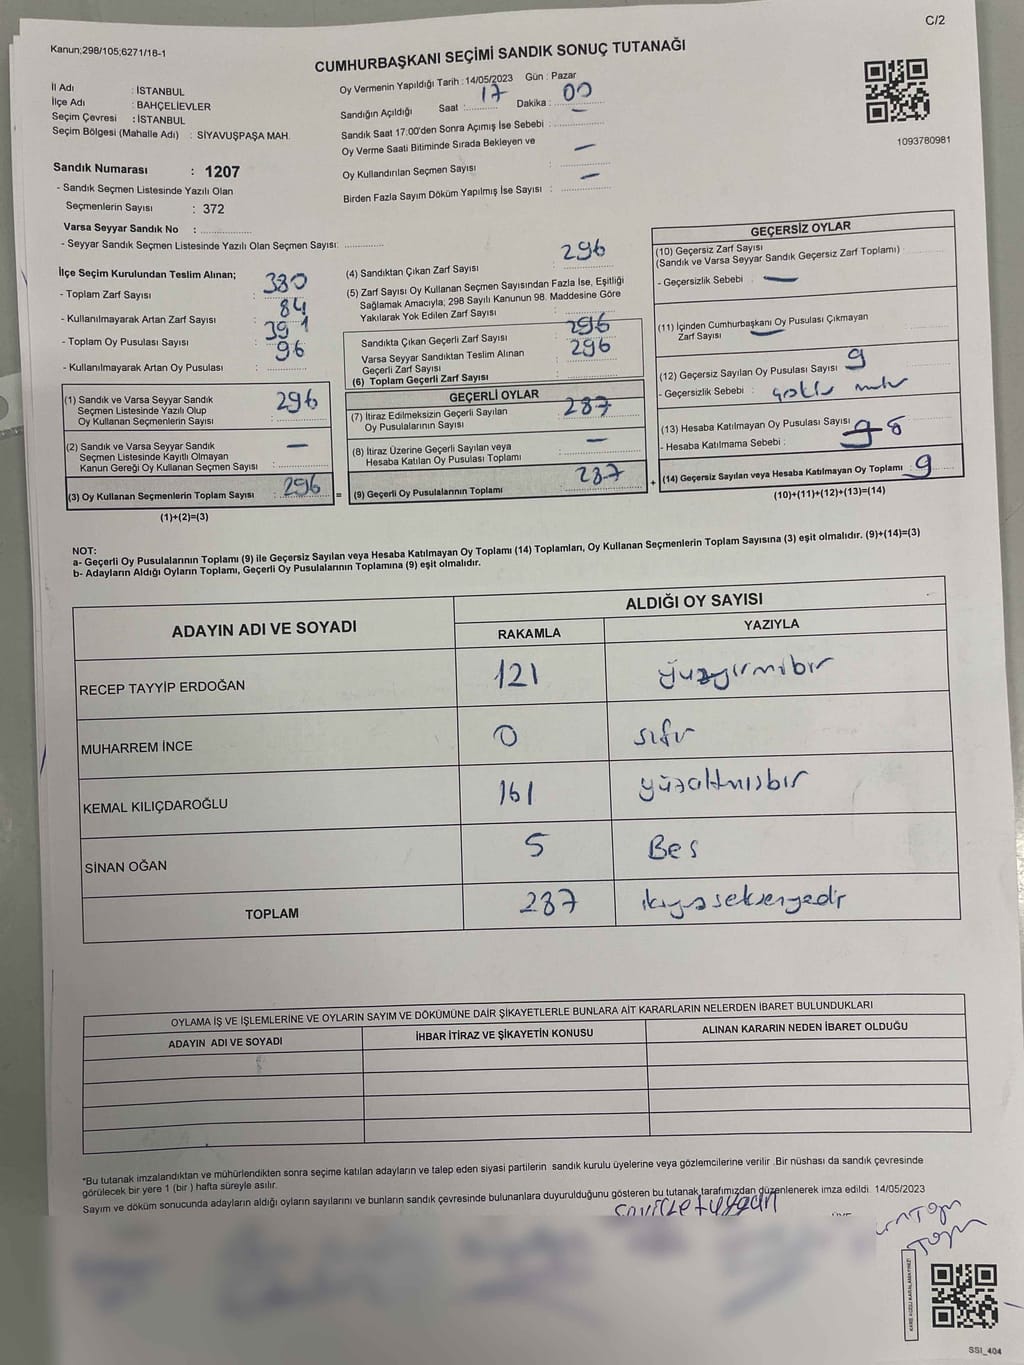 C/2
Kanun;298/105;6271/18-1
CUMHURBAŞKANI SEÇİMİ SANDIK SONUÇ TUTANAĞI
İl Adı : İSTANBUL
İlçe Adı : BAHÇELİEVLER
Seçim Çevresi : İSTANBUL
Seçim Bölgesi (Mahalle Adı) : SİYAVUŞPAŞA MAH.
Oy Vermenin Yapıldığı Tarih : 14/05/2023 Gün : Pazar
Sandığın Açıldığı Saat : 17 Dakika : 00
Sandık Saat 17:00'den Sonra Açımış İse Sebebi : –
Oy Verme Saati Bitiminde Sırada Bekleyen ve
Oy Kullandırılan Seçmen Sayısı : –
Birden Fazla Sayım Döküm Yapılmış İse Sayısı : –
1093780981
Sandık Numarası : 1207
- Sandık Seçmen Listesinde Yazılı Olan
Seçmenlerin Sayısı : 372
Varsa Seyyar Sandık No :
- Seyyar Sandık Seçmen Listesinde Yazılı Olan Seçmen Sayısı:
İlçe Seçim Kurulundan Teslim Alınan;
- Toplam Zarf Sayısı : 380
- Kullanılmayarak Artan Zarf Sayısı : 84
- Toplam Oy Pusulası Sayısı : 391
- Kullanılmayarak Artan Oy Pusulası : 96
(1) Sandık ve Varsa Seyyar Sandık
Seçmen Listesinde Yazılı Olup
Oy Kullanan Seçmenlerin Sayısı : 296
(2) Sandık ve Varsa Seyyar Sandık
Seçmen Listesinde Kayıtlı Olmayan
Kanun Gereği Oy Kullanan Seçmen Sayısı : –
(3) Oy Kullanan Seçmenlerin Toplam Sayısı : 296
(1)+(2)=(3)
(4) Sandıktan Çıkan Zarf Sayısı : 296
(5) Zarf Sayısı Oy Kullanan Seçmen Sayısından Fazla İse, Eşitliği
Sağlamak Amacıyla; 298 Sayılı Kanunun 98. Maddesine Göre
Yakılarak Yok Edilen Zarf Sayısı :
Sandıkta Çıkan Geçerli Zarf Sayısı : 296
Varsa Seyyar Sandıktan Teslim Alınan
Geçerli Zarf Sayısı : 296
(6) Toplam Geçerli Zarf Sayısı :
GEÇERLİ OYLAR
(7) İtiraz Edilmeksizin Geçerli Sayılan
Oy Pusulalarının Sayısı : 287
(8) İtiraz Üzerine Geçerli Sayılan veya
Hesaba Katılan Oy Pusulası Toplamı : –
= (9) Geçerli Oy Pusulalarının Toplamı : 287
GEÇERSİZ OYLAR
(10) Geçersiz Zarf Sayısı
(Sandık ve Varsa Seyyar Sandık Geçersiz Zarf Toplamı) :
- Geçersizlik Sebebi : –
(11) İçinden Cumhurbaşkanı Oy Pusulası Çıkmayan
Zarf Sayısı : –
(12) Geçersiz Sayılan Oy Pusulası Sayısı : 9
- Geçersizlik Sebebi :
(13) Hesaba Katılmayan Oy Pusulası Sayısı :
- Hesaba Katılmama Sebebi :
+ (14) Geçersiz Sayılan veya Hesaba Katılmayan Oy Toplamı : 9
(10)+(11)+(12)+(13)=(14)
NOT:
a- Geçerli Oy Pusulalarının Toplamı (9) ile Geçersiz Sayılan veya Hesaba Katılmayan Oy Toplamı (14) Toplamları, Oy Kullanan Seçmenlerin Toplam Sayısına (3) eşit olmalıdır. (9)+(14)=(3)
b- Adayların Aldığı Oyların Toplamı, Geçerli Oy Pusulalarının Toplamına (9) eşit olmalıdır.
ADAYIN ADI VE SOYADI
ALDIĞI OY SAYISI
RAKAMLA YAZIYLA
RECEP TAYYİP ERDOĞAN 121 yüzyirmibir
MUHARREM İNCE 0 sıfır
KEMAL KILIÇDAROĞLU 161 yüzaltmışbir
SİNAN OĞAN 5 Beş
TOPLAM 287 ikiyüzseksenyedir
OYLAMA İŞ VE İŞLEMLERİNE VE OYLARIN SAYIM VE DÖKÜMÜNE DAİR ŞİKAYETLERLE BUNLARA AİT KARARLARIN NELERDEN İBARET BULUNDUKLARI
ADAYIN ADI VE SOYADI İHBAR İTİRAZ VE ŞİKAYETİN KONUSU ALINAN KARARIN NEDEN İBARET OLDUĞU
*Bu tutanak imzalandıktan ve mühürlendikten sonra seçime katılan adayların ve talep eden siyasi partilerin sandık kurulu üyelerine veya gözlemcilerine verilir .Bir nüshası da sandık çevresinde
görülecek bir yere 1 (bir ) hafta süreyle asılır.
Sayım ve döküm sonucunda adayların aldığı oyların sayılarını ve bunların sandık çevresinde bulunanlara duyurulduğunu gösteren bu tutanak tarafımızdan düzenlenerek imza edildi. 14/05/2023
KARE KODU KARALAMAYINIZ!
SSI_404